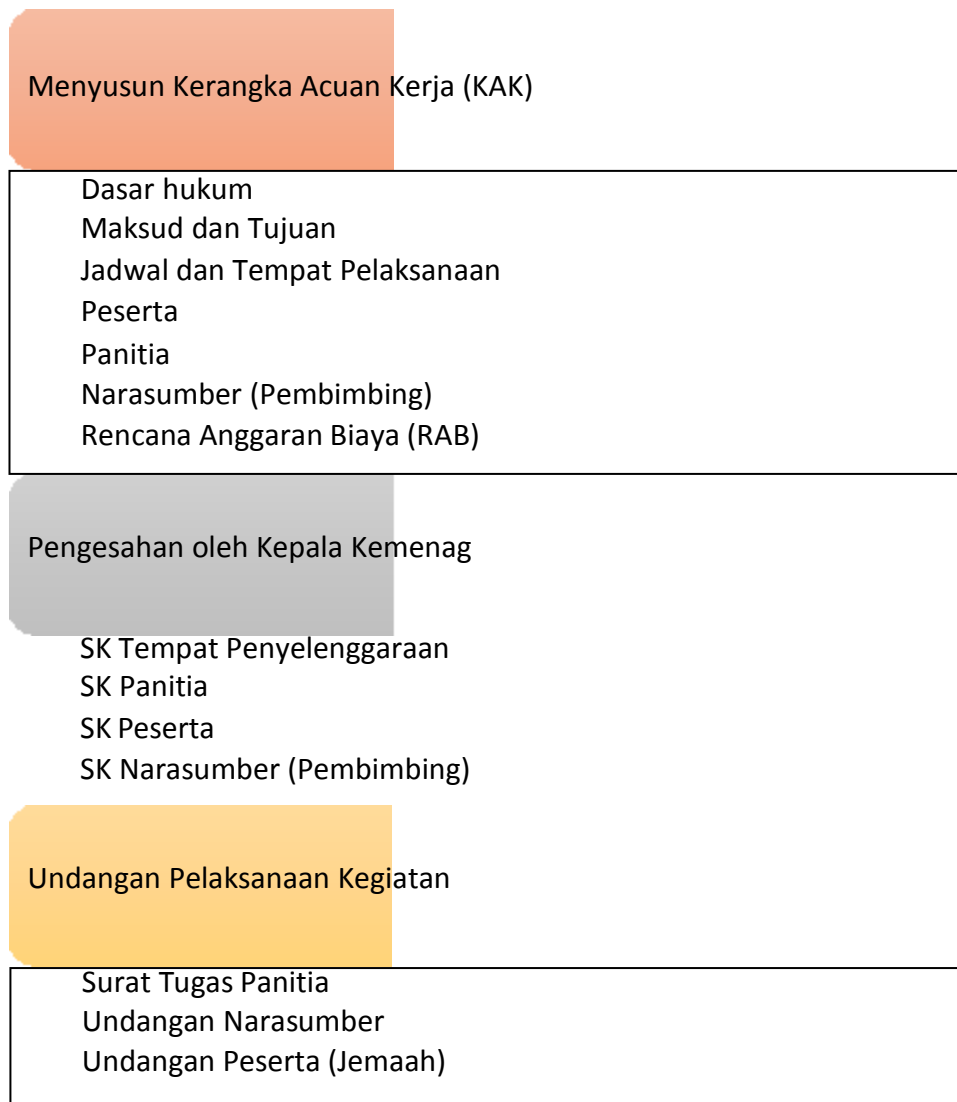 Menyusun Kerangka Acuan Kerja (KAK)
Dasar hukum
Maksud dan Tujuan
Jadwal dan Tempat Pelaksanaan
Peserta
Panitia
Narasumber (Pembimbing)
Rencana Anggaran Biaya (RAB)
Pengesahan oleh Kepala Kemenag
SK Tempat Penyelenggaraan
SK Panitia
SK Peserta
SK Narasumber (Pembimbing)
Undangan Pelaksanaan Kegiatan
Surat Tugas Panitia
Undangan Narasumber
Undangan Peserta (Jemaah)